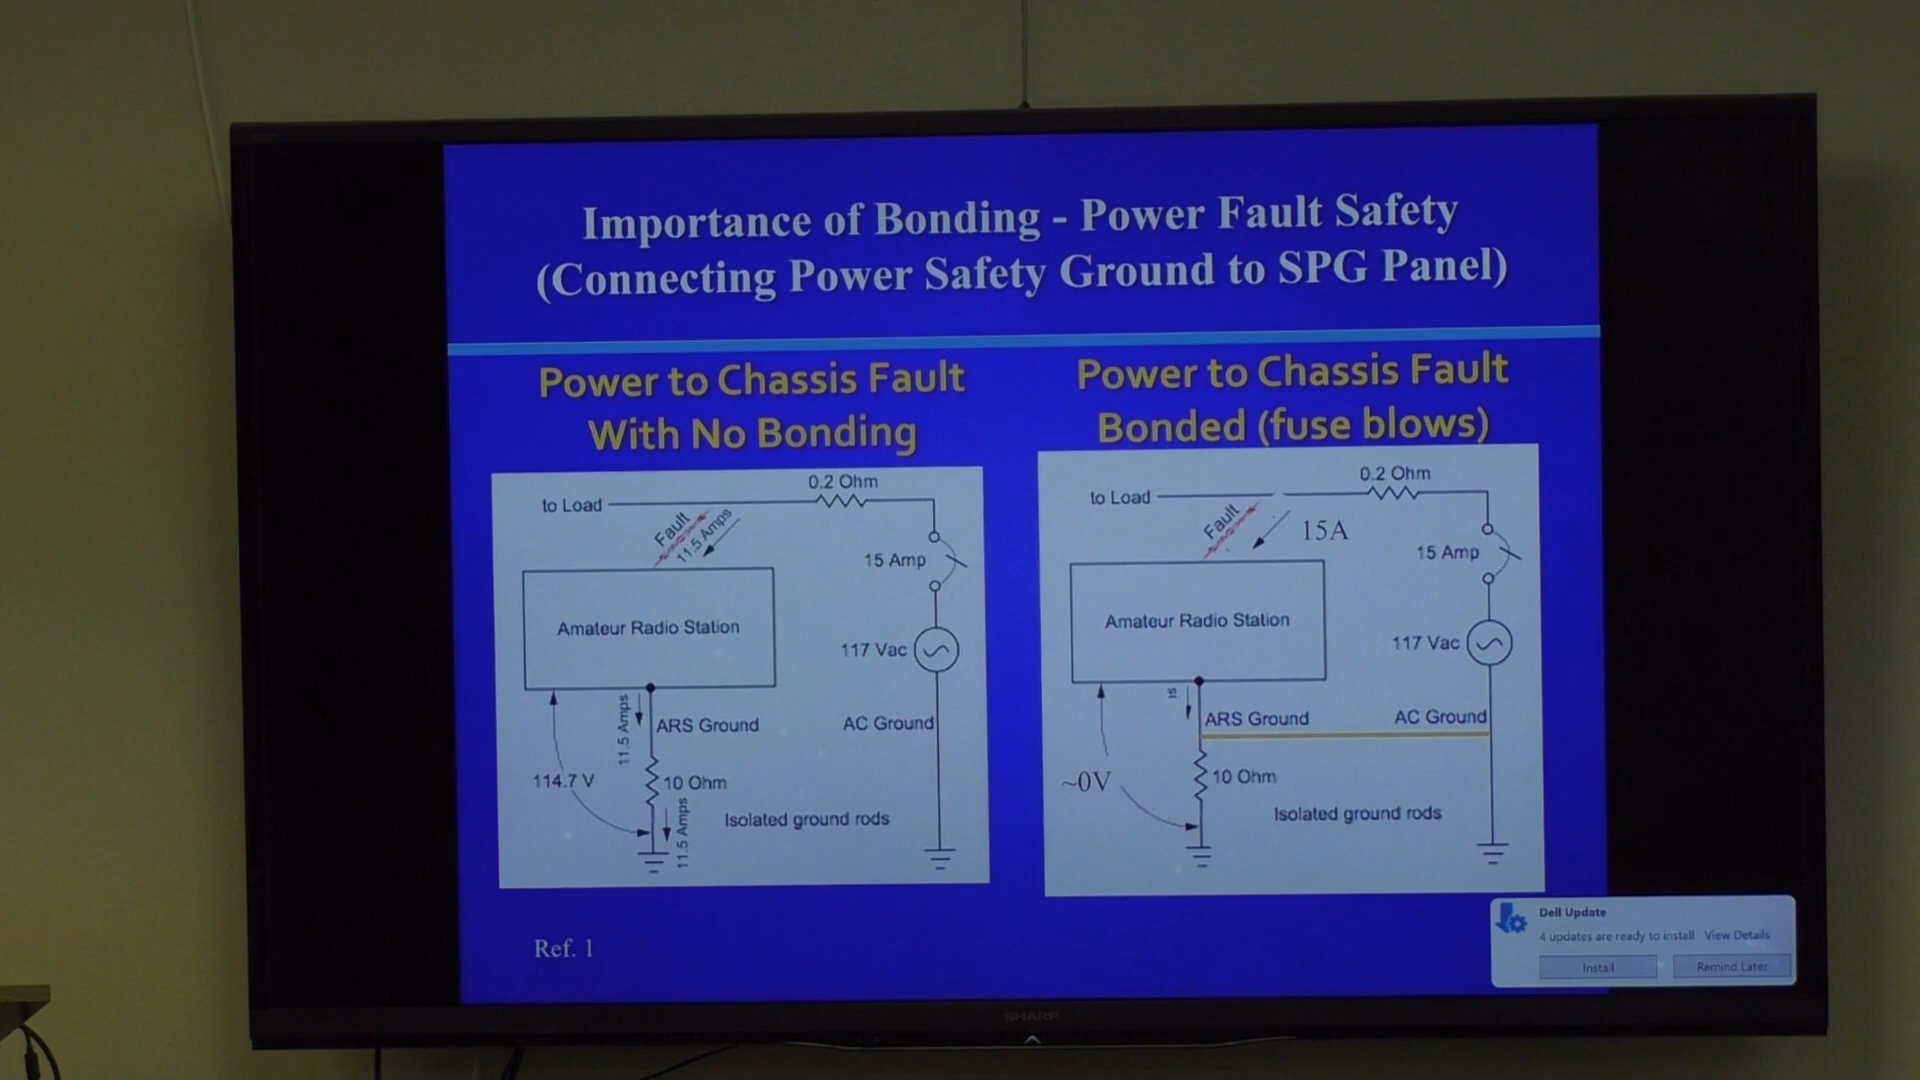 Importance of Bonding - Power Fault Safety
(Connecting Power Safety Ground to SPG Panel)
Power to Chassis Fault
With No Bonding
0.2 Ohm
to Load
Fault
11.5 Amps
15 Amp
Amateur Radio Station
117 Vac
11.5 Amps
ARS Ground
AC Ground
114.7 V
10 Ohm
11.5 Amps
Isolated ground rods
Power to Chassis Fault
Bonded (fuse blows)
0.2 Ohm
to Load
Fault
15A
15 Amp
Amateur Radio Station
117 Vac
ARS Ground
AC Ground
~0V
10 Ohm
Isolated ground rods
Ref. 1
Dell Update
4 updates are ready to install View Details
Install
Remind Later
SHARP